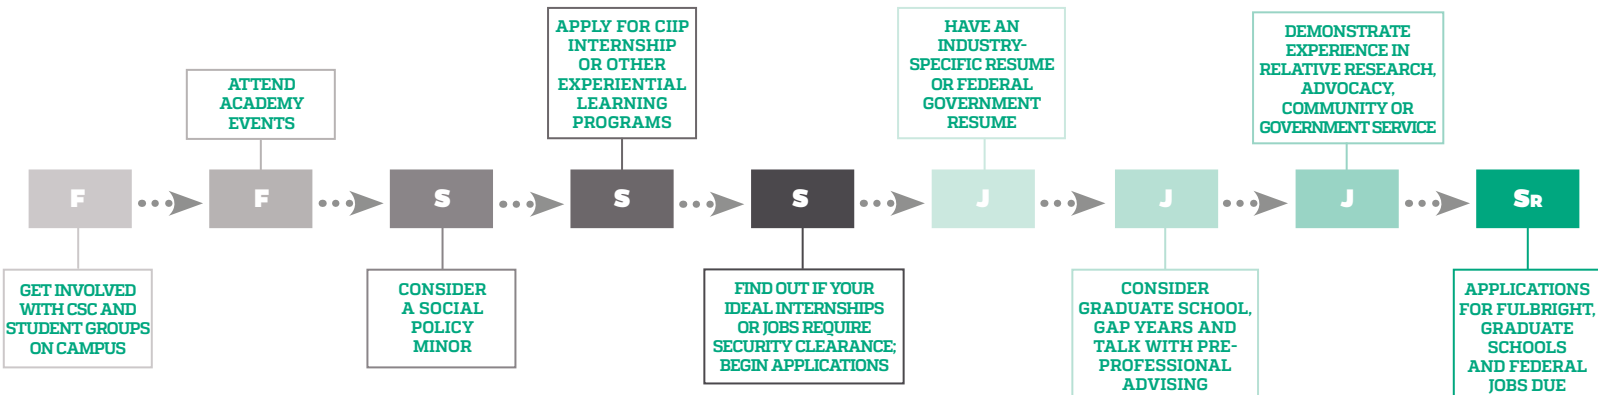 GET INVOLVED
WITH CSC AND
STUDENT GROUPS
ON CAMPUS
F
ATTEND
ACADEMY
EVENTS
F
S
CONSIDER
A SOCIAL
POLICY
MINOR
APPLY FOR CIIP
INTERNSHIP
OR OTHER
EXPERIENTIAL
LEARNING
PROGRAMS
S
S
FIND OUT IF YOUR
IDEAL INTERNSHIPS
OR JOBS REQUIRE
SECURITY CLEARANCE;
BEGIN APPLICATIONS
HAVE AN
INDUSTRY-
SPECIFIC RESUME
OR FEDERAL
GOVERNMENT
RESUME
J
J
CONSIDER
GRADUATE SCHOOL,
GAP YEARS AND
TALK WITH PRE-
PROFESSIONAL
ADVISING
DEMONSTRATE
EXPERIENCE IN
RELATIVE RESEARCH,
ADVOCACY,
COMMUNITY OR
GOVERNMENT SERVICE
J
SR
APPLICATIONS
FOR FULBRIGHT,
GRADUATE
SCHOOLS
AND FEDERAL
JOBS DUE